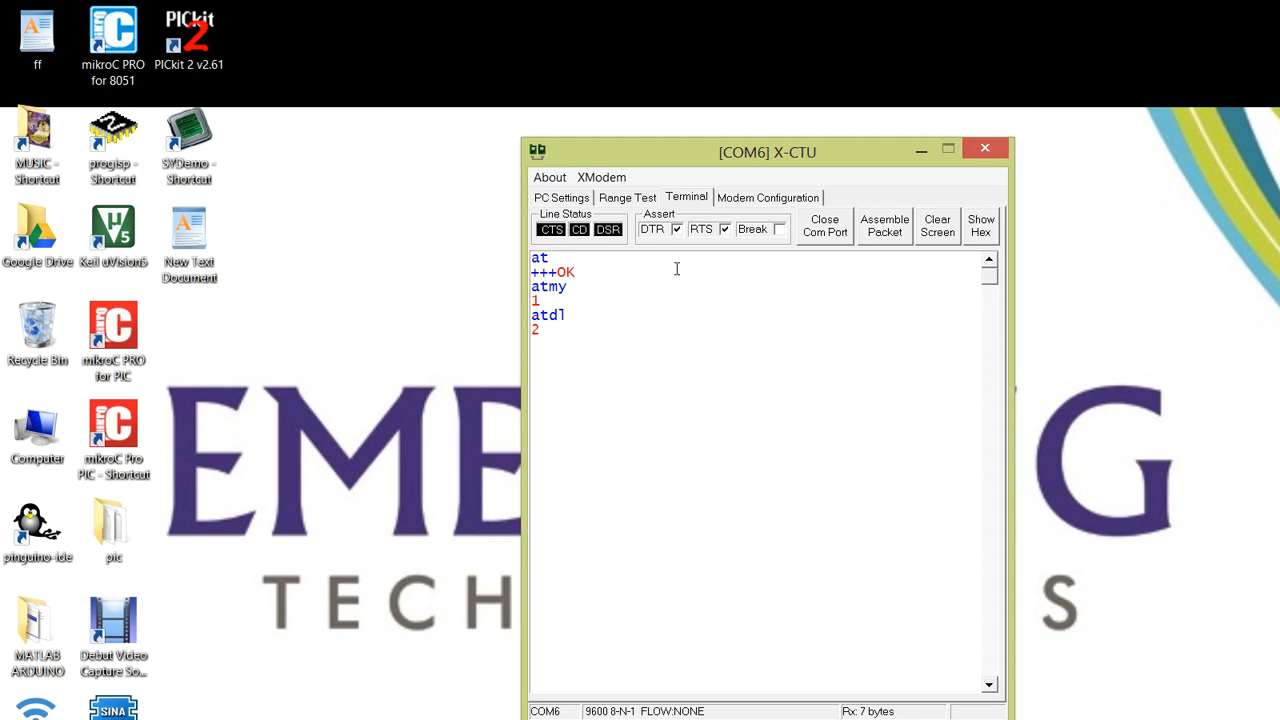 ff
mikroC PRO
for 8051
PICkit
2
PICkit 2 v2.61
MUSIC -
Shortcut
progisp -
Shortcut
SYDemo -
Shortcut
Google Drive
Keil uVision5
New Text
Document
Recycle Bin
mikroC PRO
for PIC
Computer
mikroC Pro
PIC - Shortcut
pinguino-ide
pic
MATLAB
ARDUINO
Debut Video
Capture So...
SINA
[COM6] X-CTU
About XModem
PC Settings Range Test Terminal Modem Configuration
Line Status
CTS CD DSR
Assert
DTR RTS Break
Close
Com Port
Assemble
Packet
Clear
Screen
Show
Hex
at
+++OK
atmy
1
atdl
2
COM6 9600 8-N-1 FLOW:NONE Rx: 7 bytes
G
TECH
S